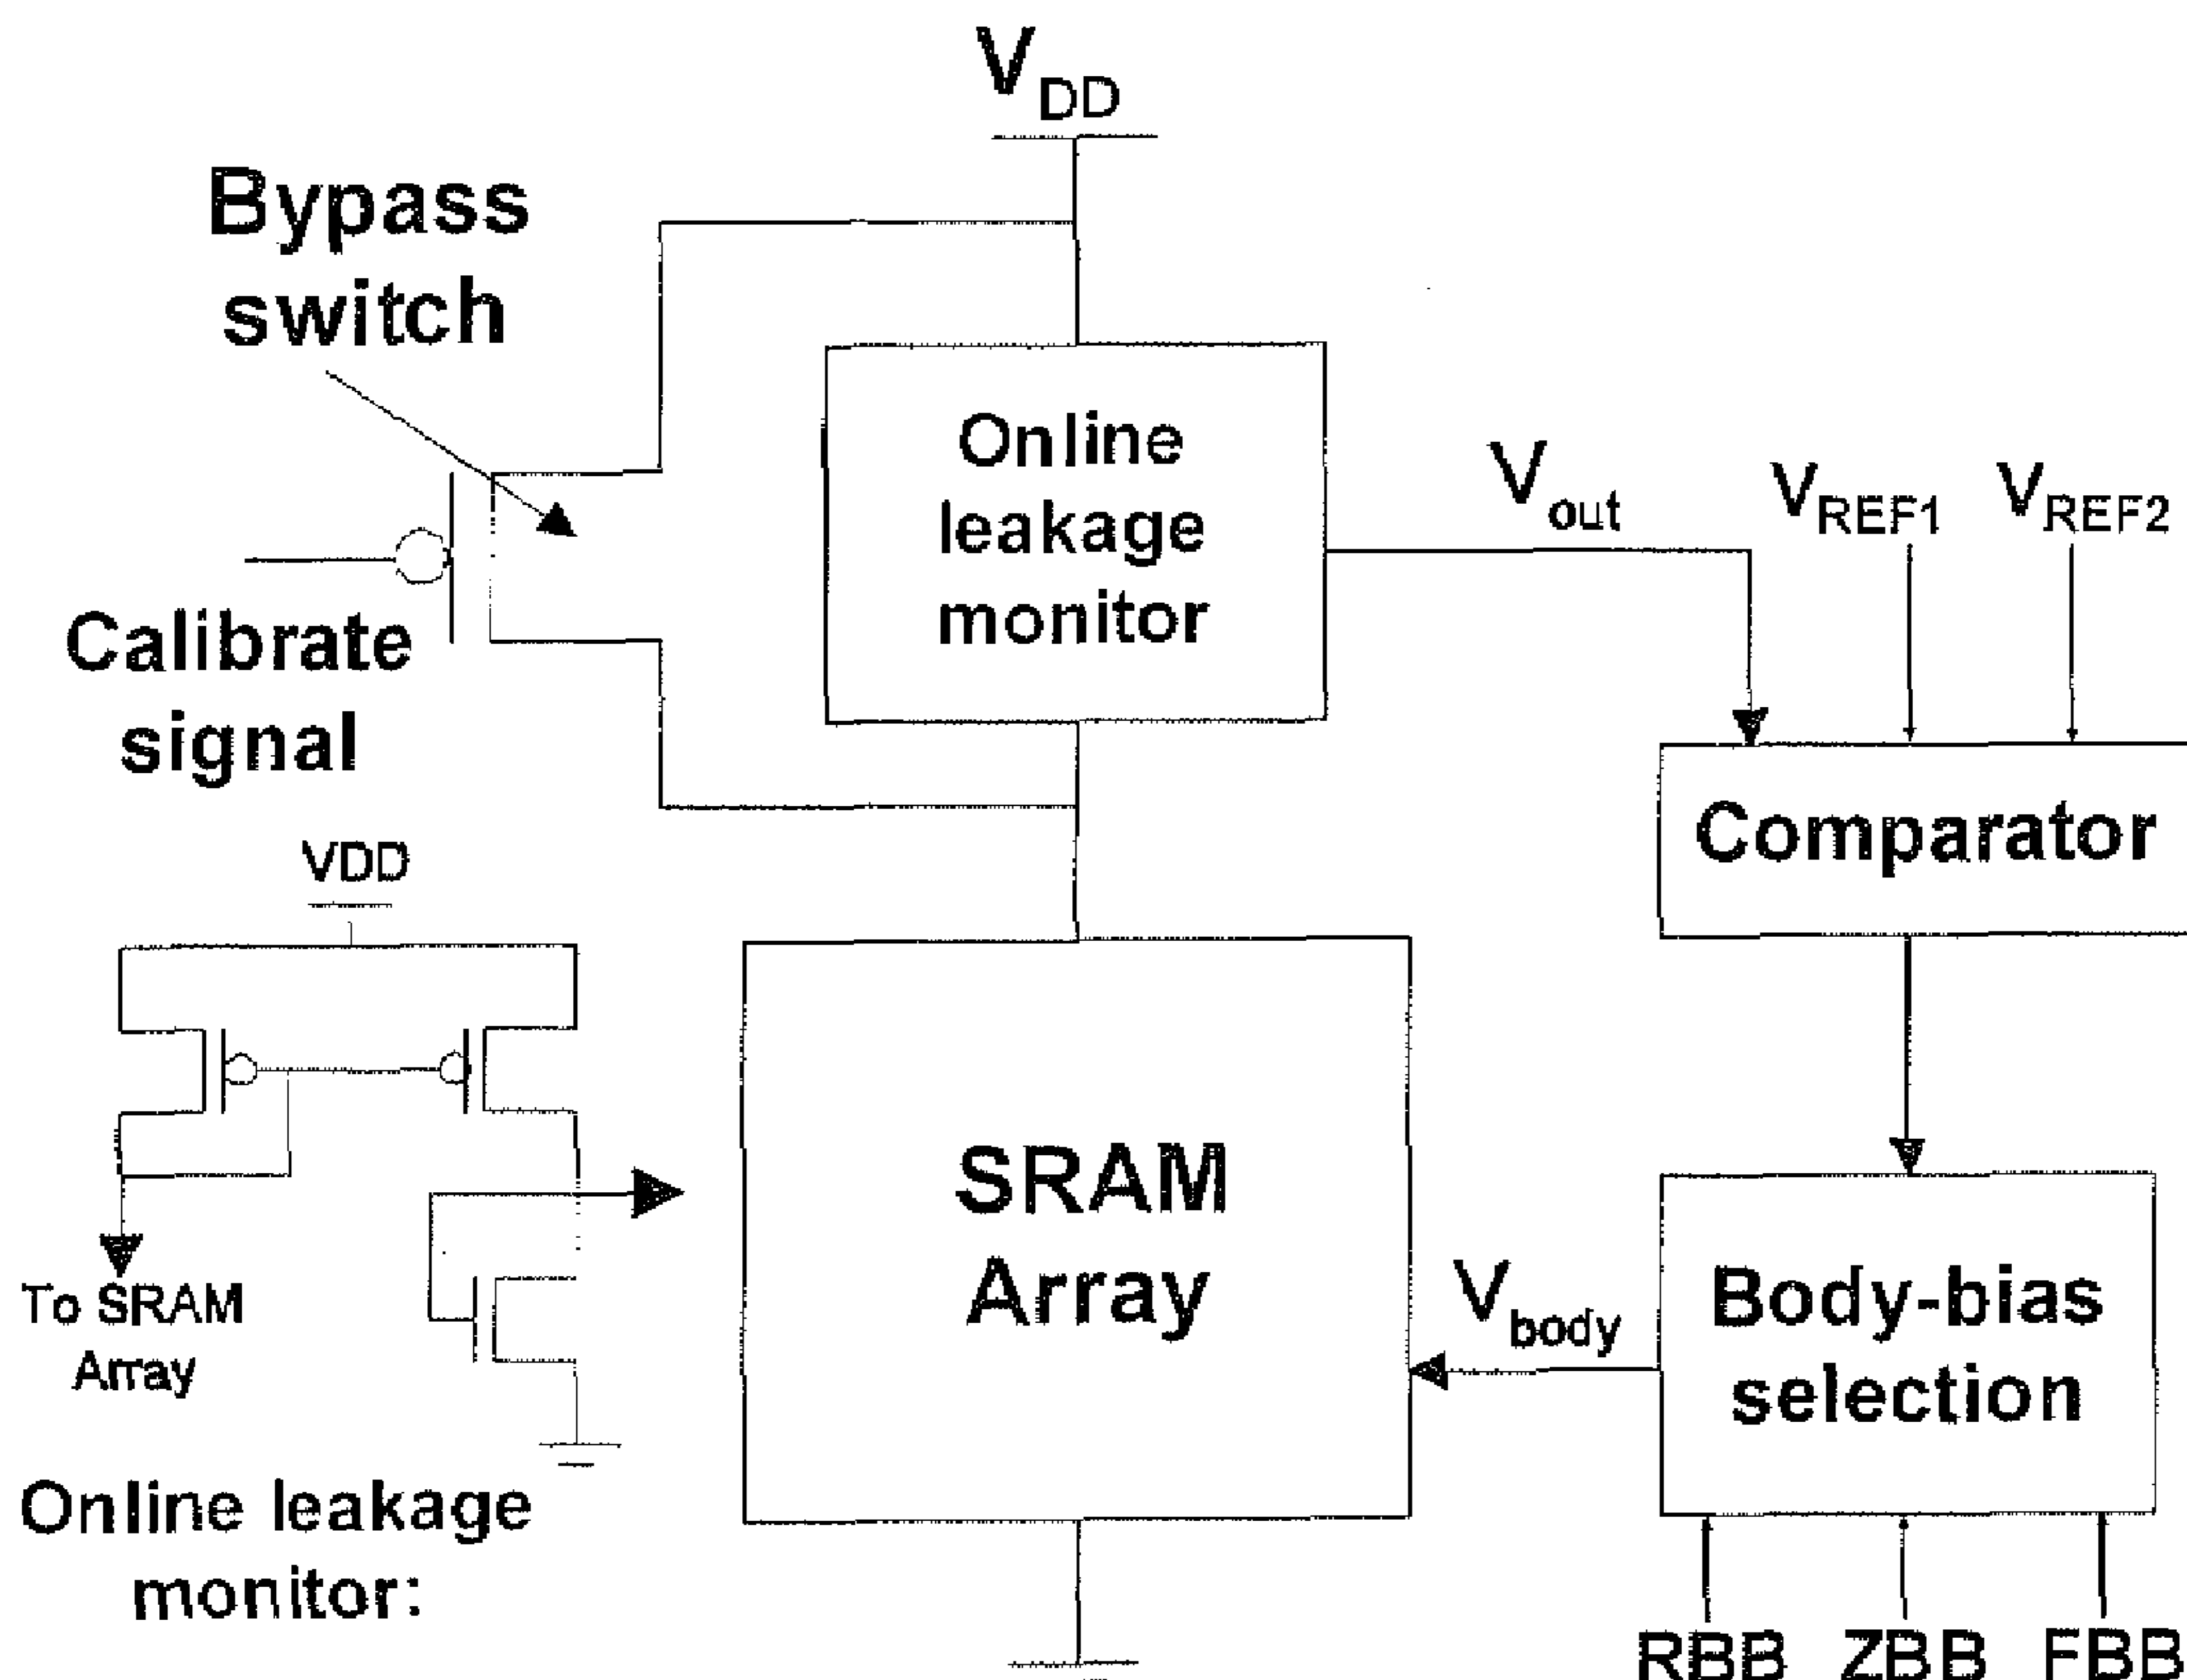 VDD
Bypass
switch
Online
leakage
monitor
Vout
VREF1
VREF2
Calibrate
signal
Comparator
VDD
SRAM
Array
To SRAM
Array
Vbody
Body-bias
selection
Online leakage
monitor:
RBB
ZBB
FBB